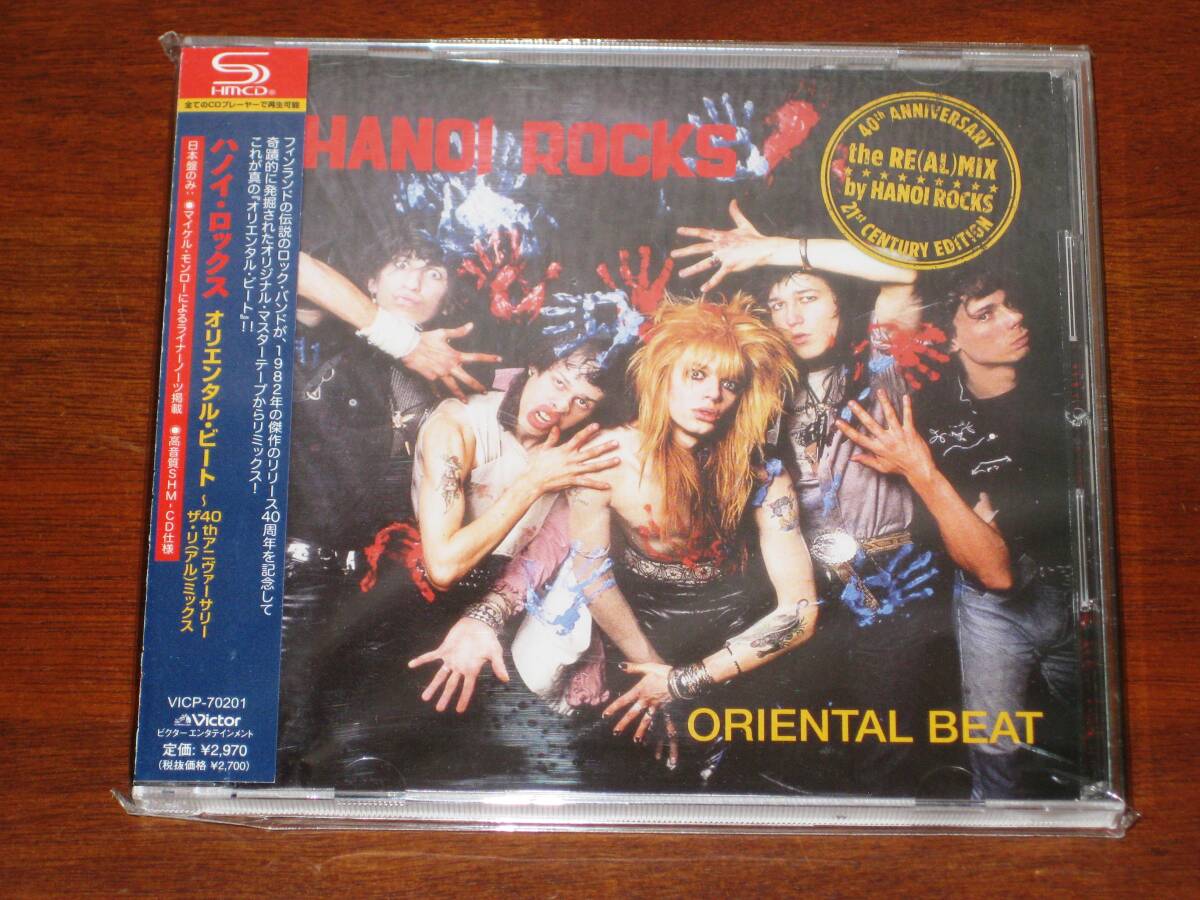 SHMCD®
全てのCDプレーヤーで再生可能
フィンランドの伝説のロック・バンドが、1982年の傑作のリリース40周年を記念して
奇蹟的に発掘されたオリジナル・マスターテープからリミックス!
これが真の『オリエンタル・ビート』!!
ハノイ・ロックス オリエンタル・ビート ~40thアニヴァーサリー
ザ・リ(アル)ミックス
日本盤のみ: ●マイケル・モンローによるライナーノーツ掲載 ●高音質SHM-CD仕様
VICP-70201
Victor
ビクターエンタテインメント
定価: ¥2,970
(税抜価格 ¥2,700)
HANOI ROCKS
40th ANNIVERSARY
the RE(AL)MIX
by HANOI ROCKS
21st CENTURY EDITION
ORIENTAL BEAT